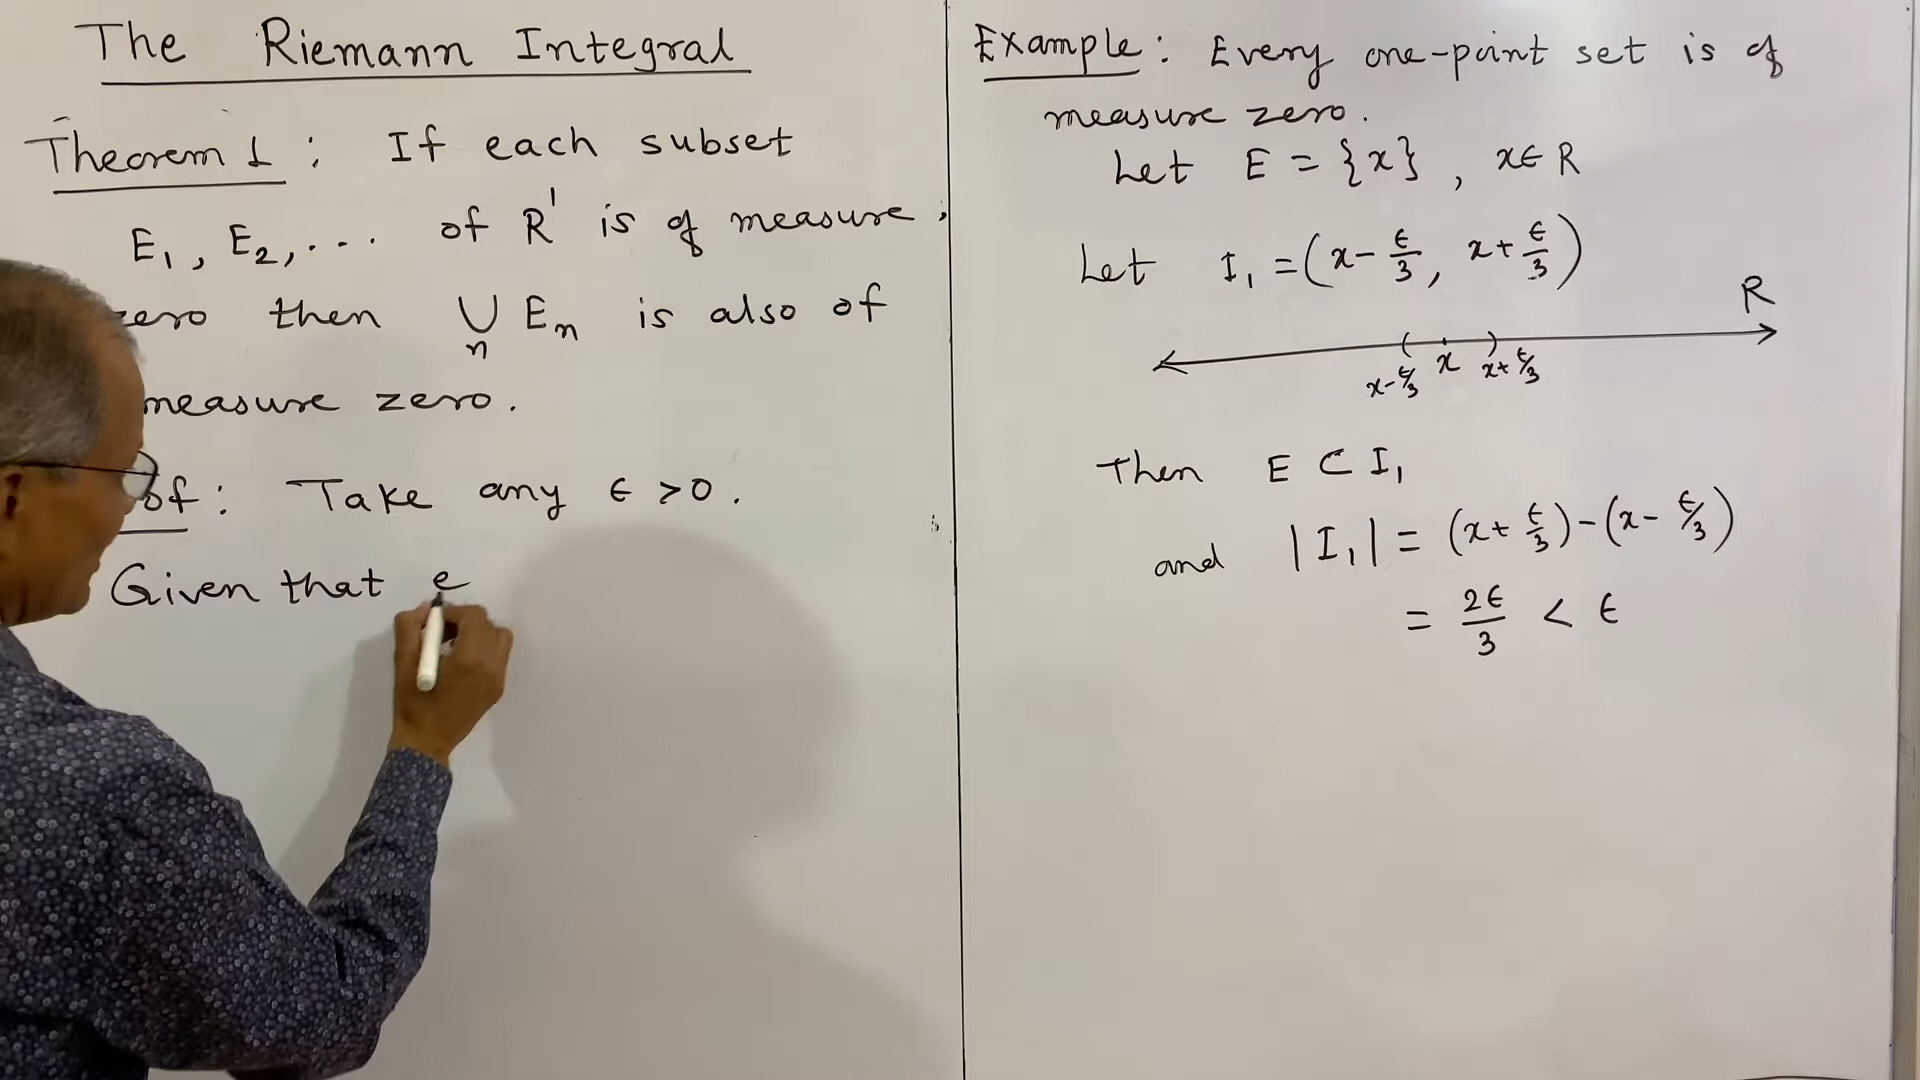 The Riemann Integral
Theorem 1 : If each subset
E₁, E₂, ... of R' is of measure
zero then ⋃ Eₙ is also of
n
measure zero.
of : Take any ϵ > 0 .
Given that e
Example : Every one-point set is of
measure zero.
Let E = {x} , x ∈ R
Let I₁ = (x - ϵ/3, x + ϵ/3)
R
x-ϵ/3 x x+ϵ/3
Then E ⊂ I₁
and |I₁| = (x + ϵ/3) - (x - ϵ/3)
= 2ϵ/3 < ϵ